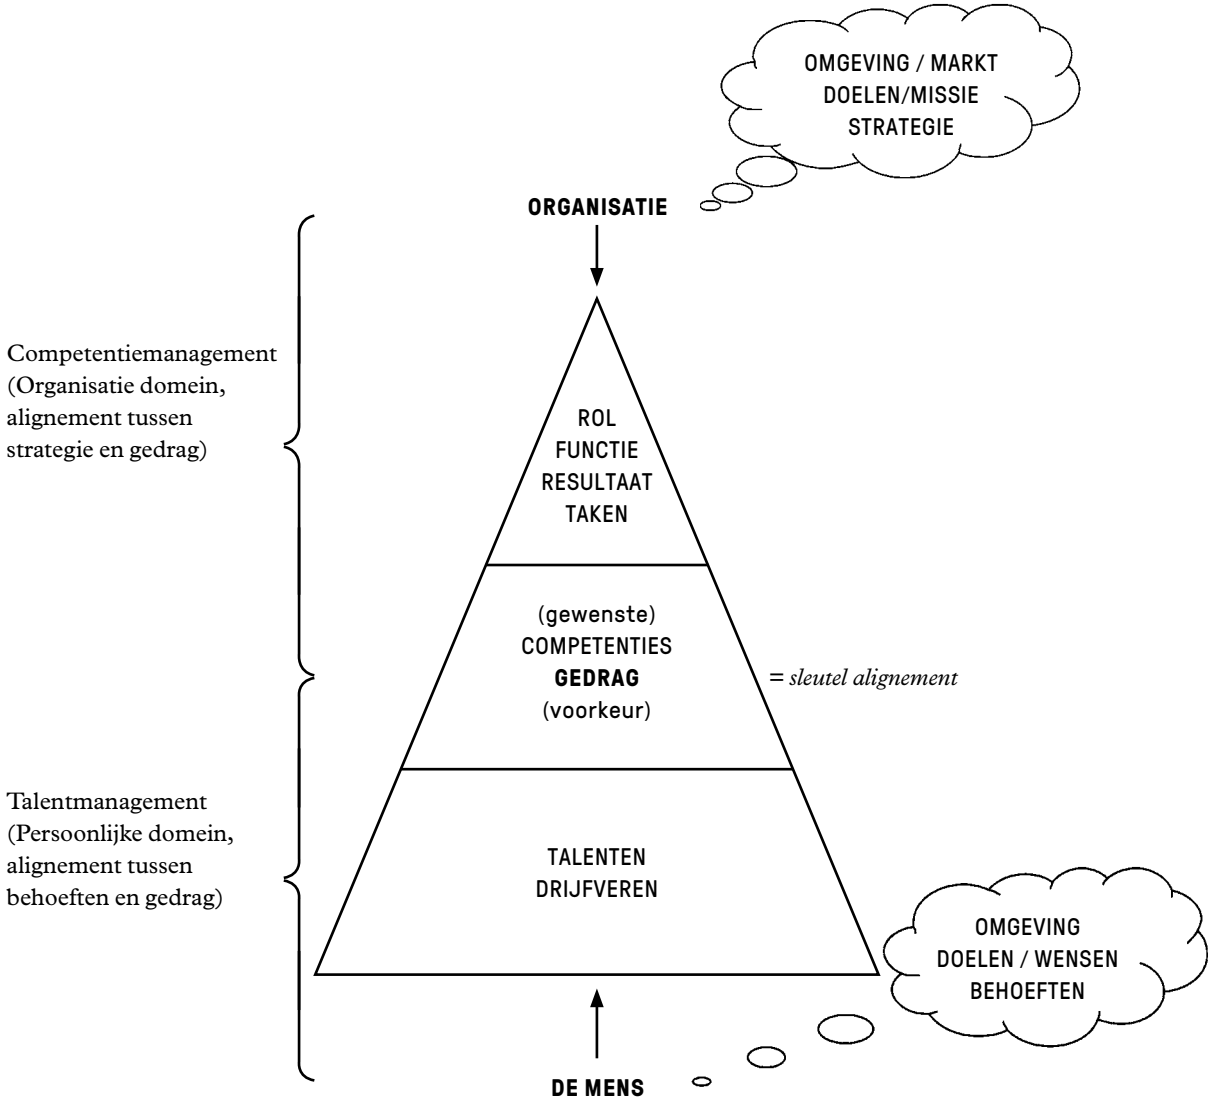 OMGEVING / MARKT
DOELEN/MISSIE
STRATEGIE
ORGANISATIE
Competentiemanagement
(Organisatie domein,
alignement tussen
strategie en gedrag)
ROL
FUNCTIE
RESULTAAT
TAKEN
(gewenste)
COMPETENTIES
GEDRAG
(voorkeur)
= sleutel alignement
Talentmanagement
(Persoonlijke domein,
alignement tussen
behoeften en gedrag)
TALENTEN
DRIJFVEREN
OMGEVING
DOELEN / WENSEN
BEHOEFTEN
DE MENS